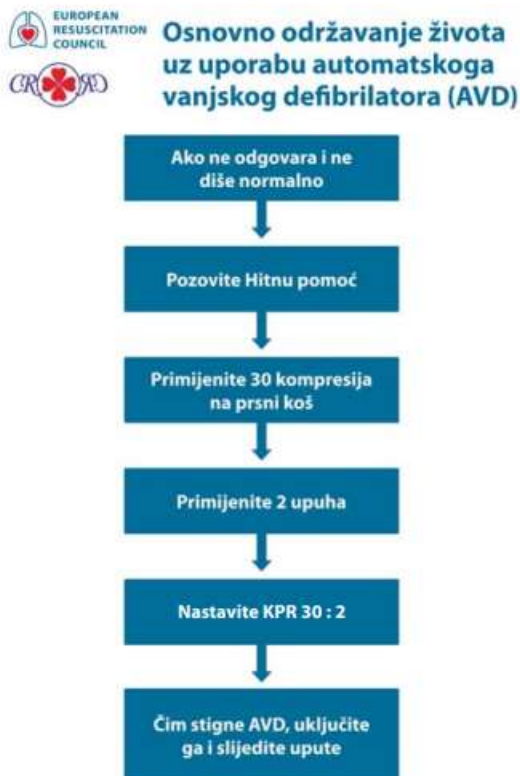 EUROPEAN
RESUSCITATION
COUNCIL
CR RD
Osnovno održavanje života
uz uporabu automatskoga
vanjskog defibrilatora (AVD)
Ako ne odgovara i ne
diše normalno
Pozovite Hitnu pomoć
Primijenite 30 kompresija
na prsni koš
Primijenite 2 upuha
Nastavite KPR 30 : 2
Čim stigne AVD, uključite
ga i slijedite upute